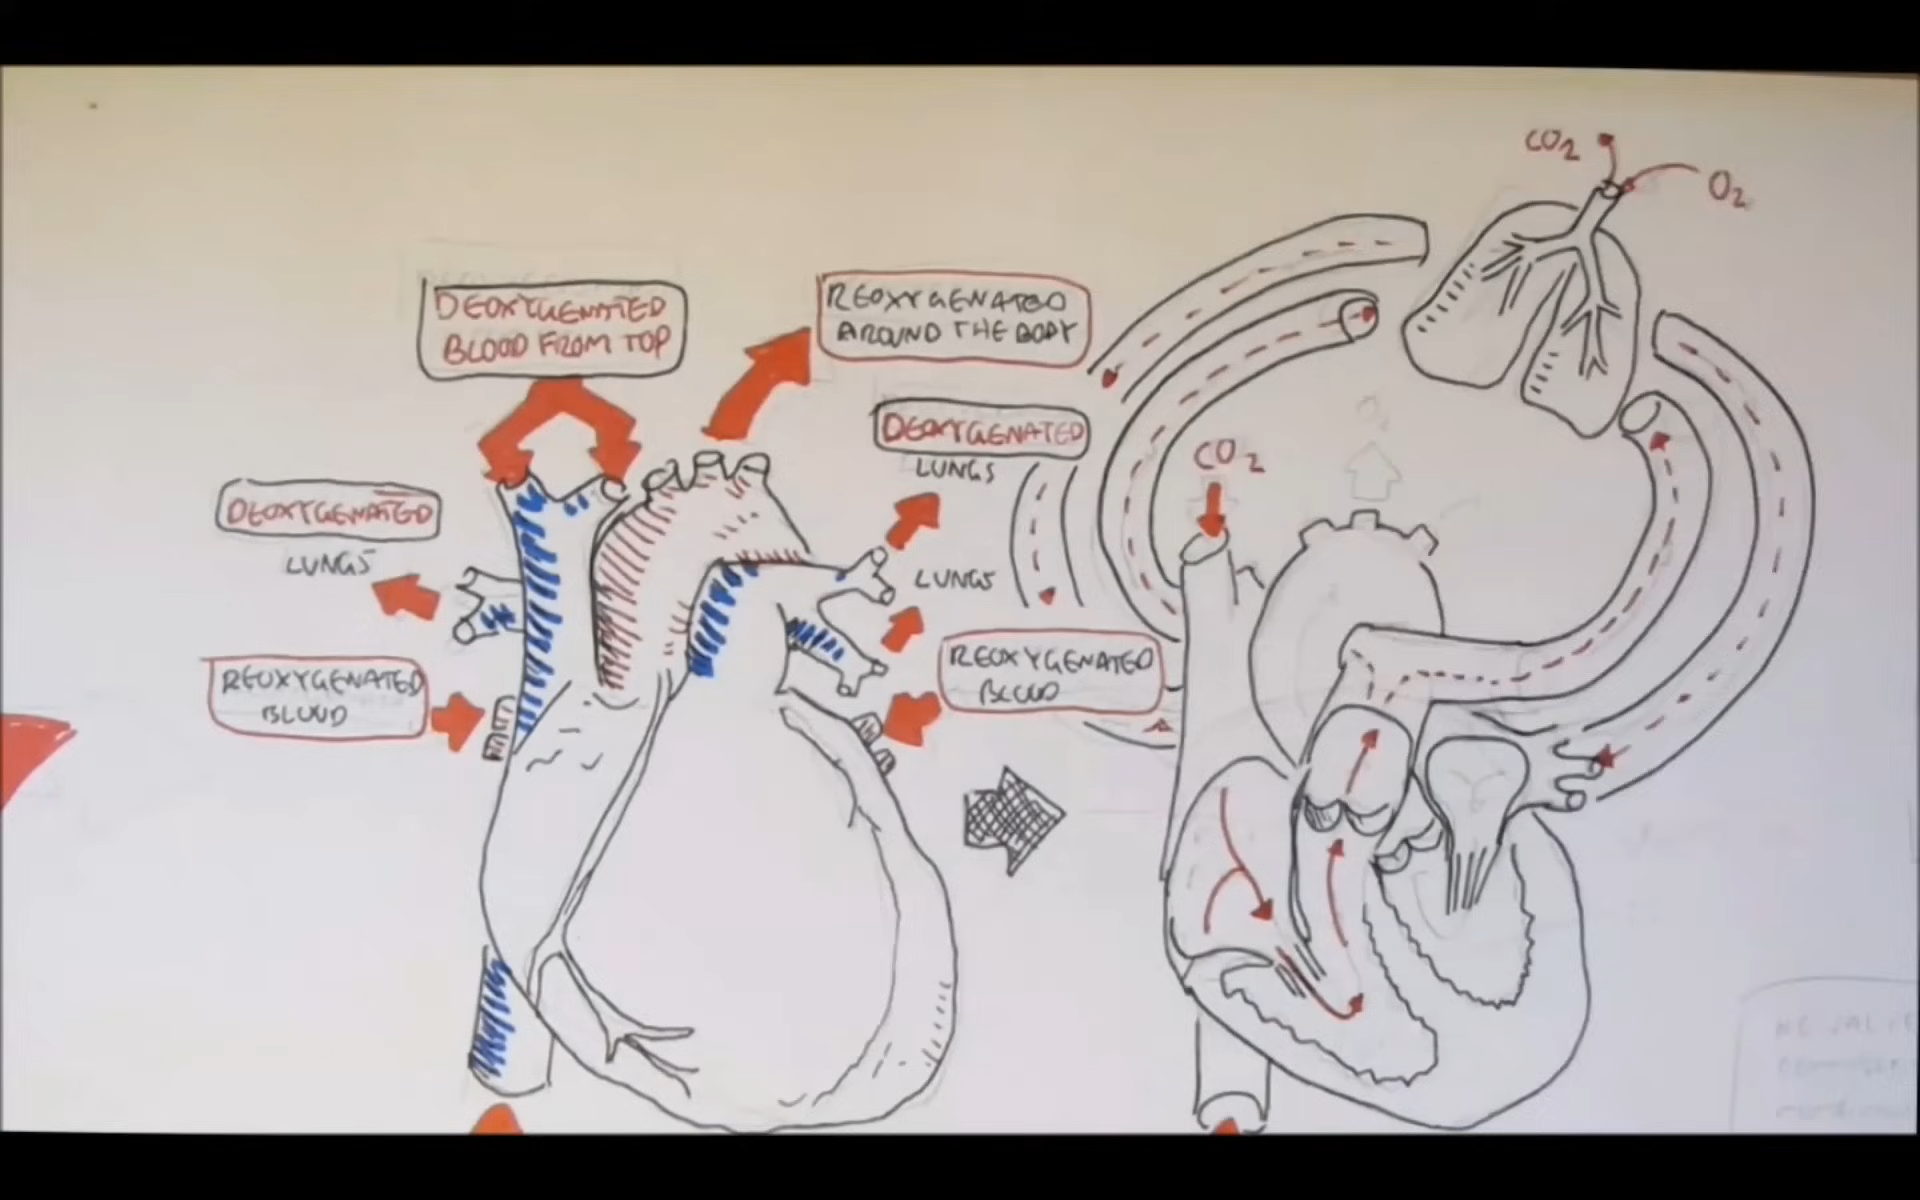 CO2
O2
DEOXYGENATED
BLOOD FROM TOP
REOXYGENATED
AROUND THE BODY
DEOXYGENATED
LUNGS
CO2
DEOXYGENATED
LUNGS
LUNGS
REOXYGENATED
BLOOD
REOXYGENATED
BLOOD